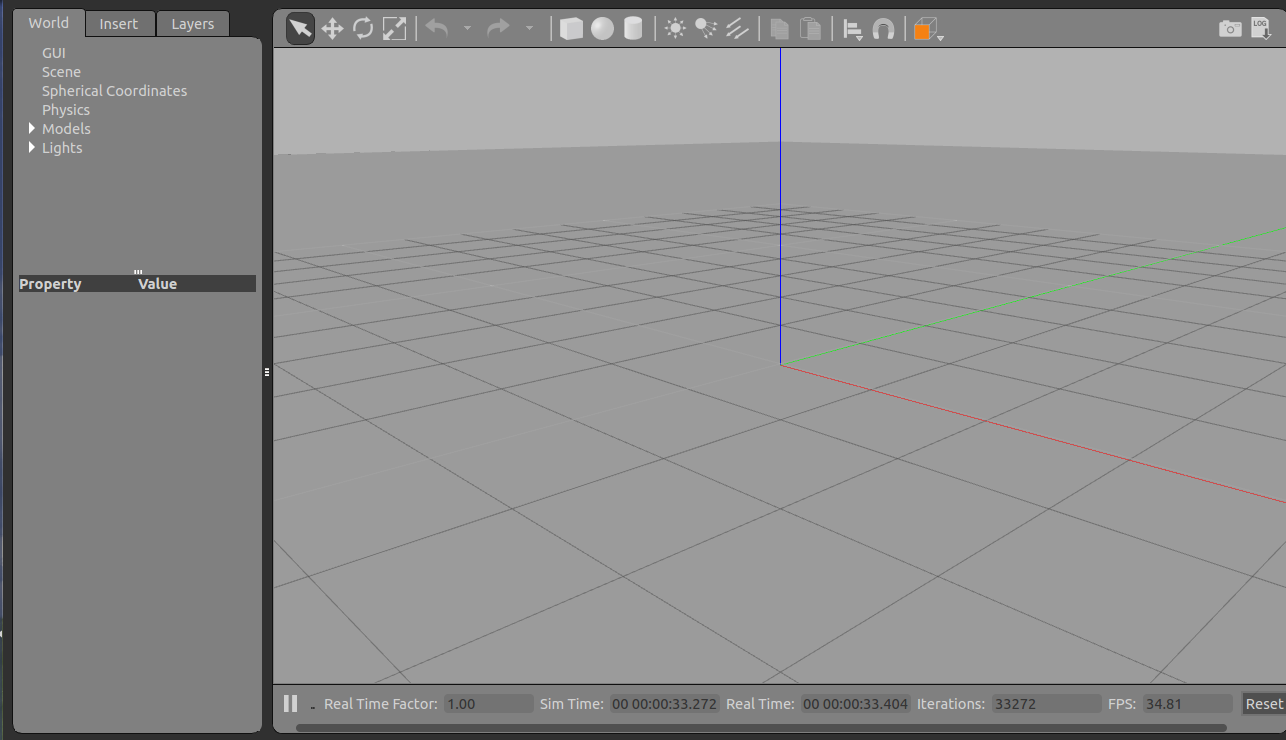 World Insert Layers
GUI
Scene
Spherical Coordinates
Physics
Models
Lights
Property Value
LOG
Real Time Factor: 1.00 Sim Time: 00 00:00:33.272 Real Time: 00 00:00:33.404 Iterations: 33272 FPS: 34.81 Reset